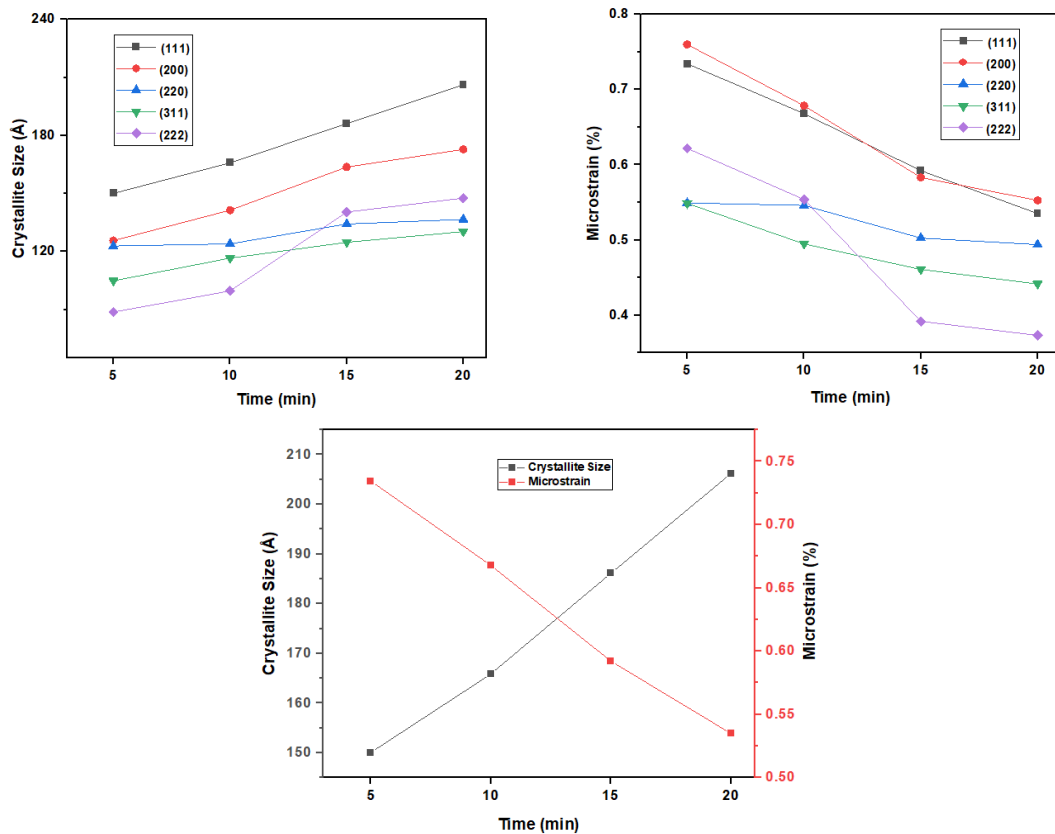 240
180
120
Crystallite Size (Å)
(111)
(200)
(220)
(311)
(222)
5 10 15 20
Time (min)
0.8
0.7
0.6
0.5
0.4
Microstrain (%)
(111)
(200)
(220)
(311)
(222)
5 10 15 20
Time (min)
210
200
190
180
170
160
150
Crystallite Size (Å)
Crystallite Size
Microstrain
0.75
0.70
0.65
0.60
0.55
0.50
Microstrain (%)
5 10 15 20
Time (min)